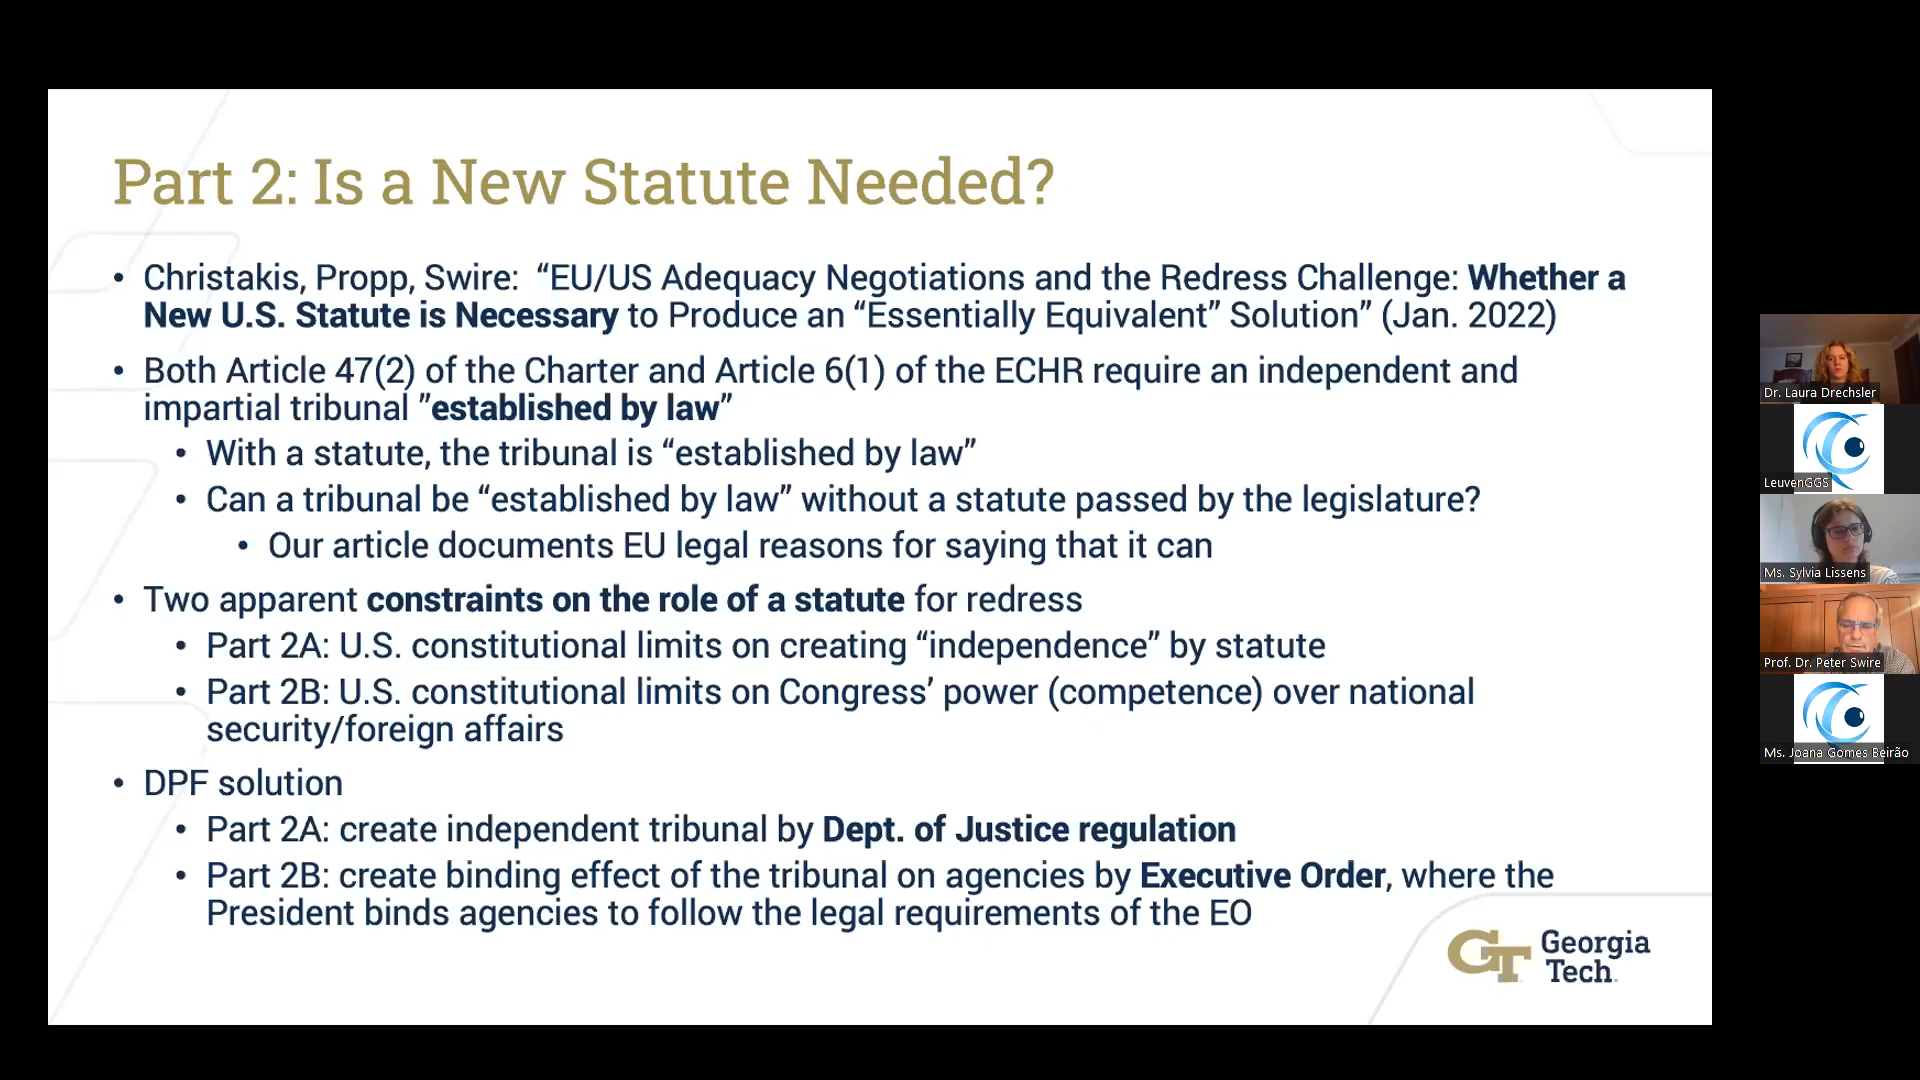 Part 2: Is a New Statute Needed?
• Christakis, Propp, Swire:  “EU/US Adequacy Negotiations and the Redress Challenge: Whether a
New U.S. Statute is Necessary to Produce an “Essentially Equivalent” Solution” (Jan. 2022)
• Both Article 47(2) of the Charter and Article 6(1) of the ECHR require an independent and
impartial tribunal ”established by law”
• With a statute, the tribunal is “established by law”
• Can a tribunal be “established by law” without a statute passed by the legislature?
• Our article documents EU legal reasons for saying that it can
• Two apparent constraints on the role of a statute for redress
• Part 2A: U.S. constitutional limits on creating “independence” by statute
• Part 2B: U.S. constitutional limits on Congress’ power (competence) over national
security/foreign affairs
• DPF solution
• Part 2A: create independent tribunal by Dept. of Justice regulation
• Part 2B: create binding effect of the tribunal on agencies by Executive Order, where the
President binds agencies to follow the legal requirements of the EO
GT Georgia
Tech
Dr. Laura Drechsler
LeuvenGGS
Ms. Sylvia Lissens
Prof. Dr. Peter Swire
Ms. Joana Gomes Beirão